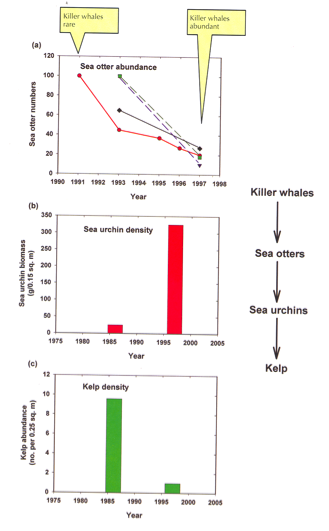 Killer whales
rare
Killer whales
abundant
(a)
Sea otter abundance
Sea otter numbers
120
100
80
60
40
20
0
1990 1991 1992 1993 1994 1995 1996 1997 1998
Year
(b)
Sea urchin density
Sea urchin biomass
(g/0.15 sq. m)
350
300
250
200
150
100
50
0
1975 1980 1985 1990 1995 2000 2005
Year
(c)
Kelp density
Kelp abundance
(no. per 0.25 sq. m)
12
10
8
6
4
2
0
1975 1980 1985 1990 1995 2000 2005
Year
Killer whales
Sea otters
Sea urchins
Kelp